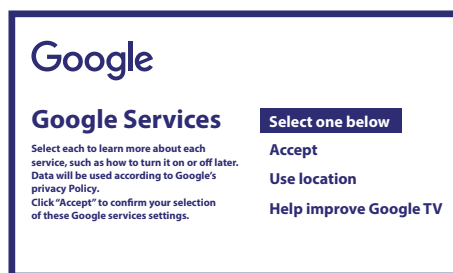 Google
Google Services
Select each to learn more about each
service, such as how to turn it on or off later.
Data will be used according to Google's
privacy Policy.
Click “Accept” to confirm your selection
of these Google services settings.
Select one below
Accept
Use location
Help improve Google TV